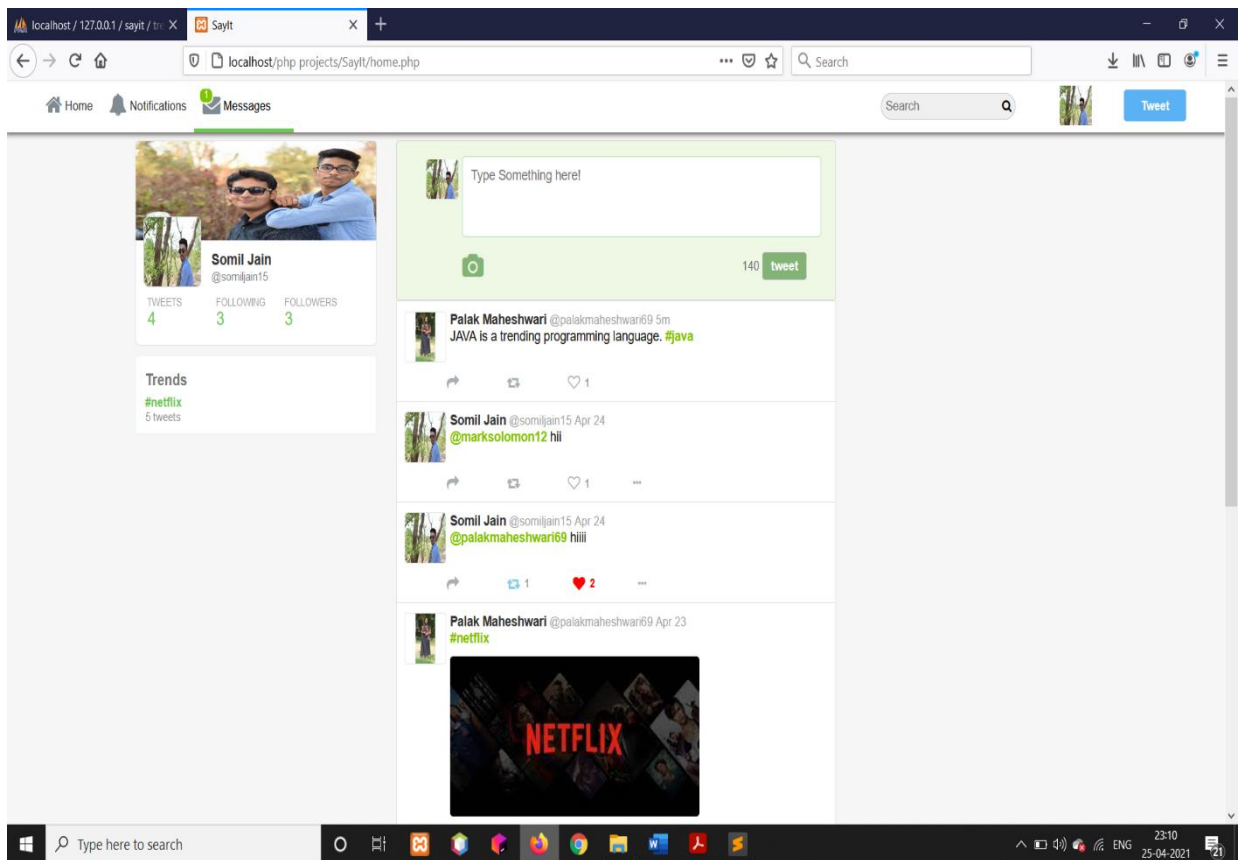 localhost / 127.0.0.1 / sayit / tre
SayIt
localhost/php projects/SayIt/home.php
Search
Home
Notifications
1
Messages
Search
Tweet
Somil Jain
@somiljain15
TWEETS FOLLOWING FOLLOWERS
4 3 3
Trends
#netflix
5 tweets
Type Something here!
140 tweet
Palak Maheshwari @palakmaheshwari69 5m
JAVA is a trending programming language. #java
1
Somil Jain @somiljain15 Apr 24
@marksolomon12 hii
1
Somil Jain @somiljain15 Apr 24
@palakmaheshwari69 hiiii
1 2
Palak Maheshwari @palakmaheshwari69 Apr 23
#netflix
NETFLIX
Type here to search
ENG
23:10
25-04-2021
21